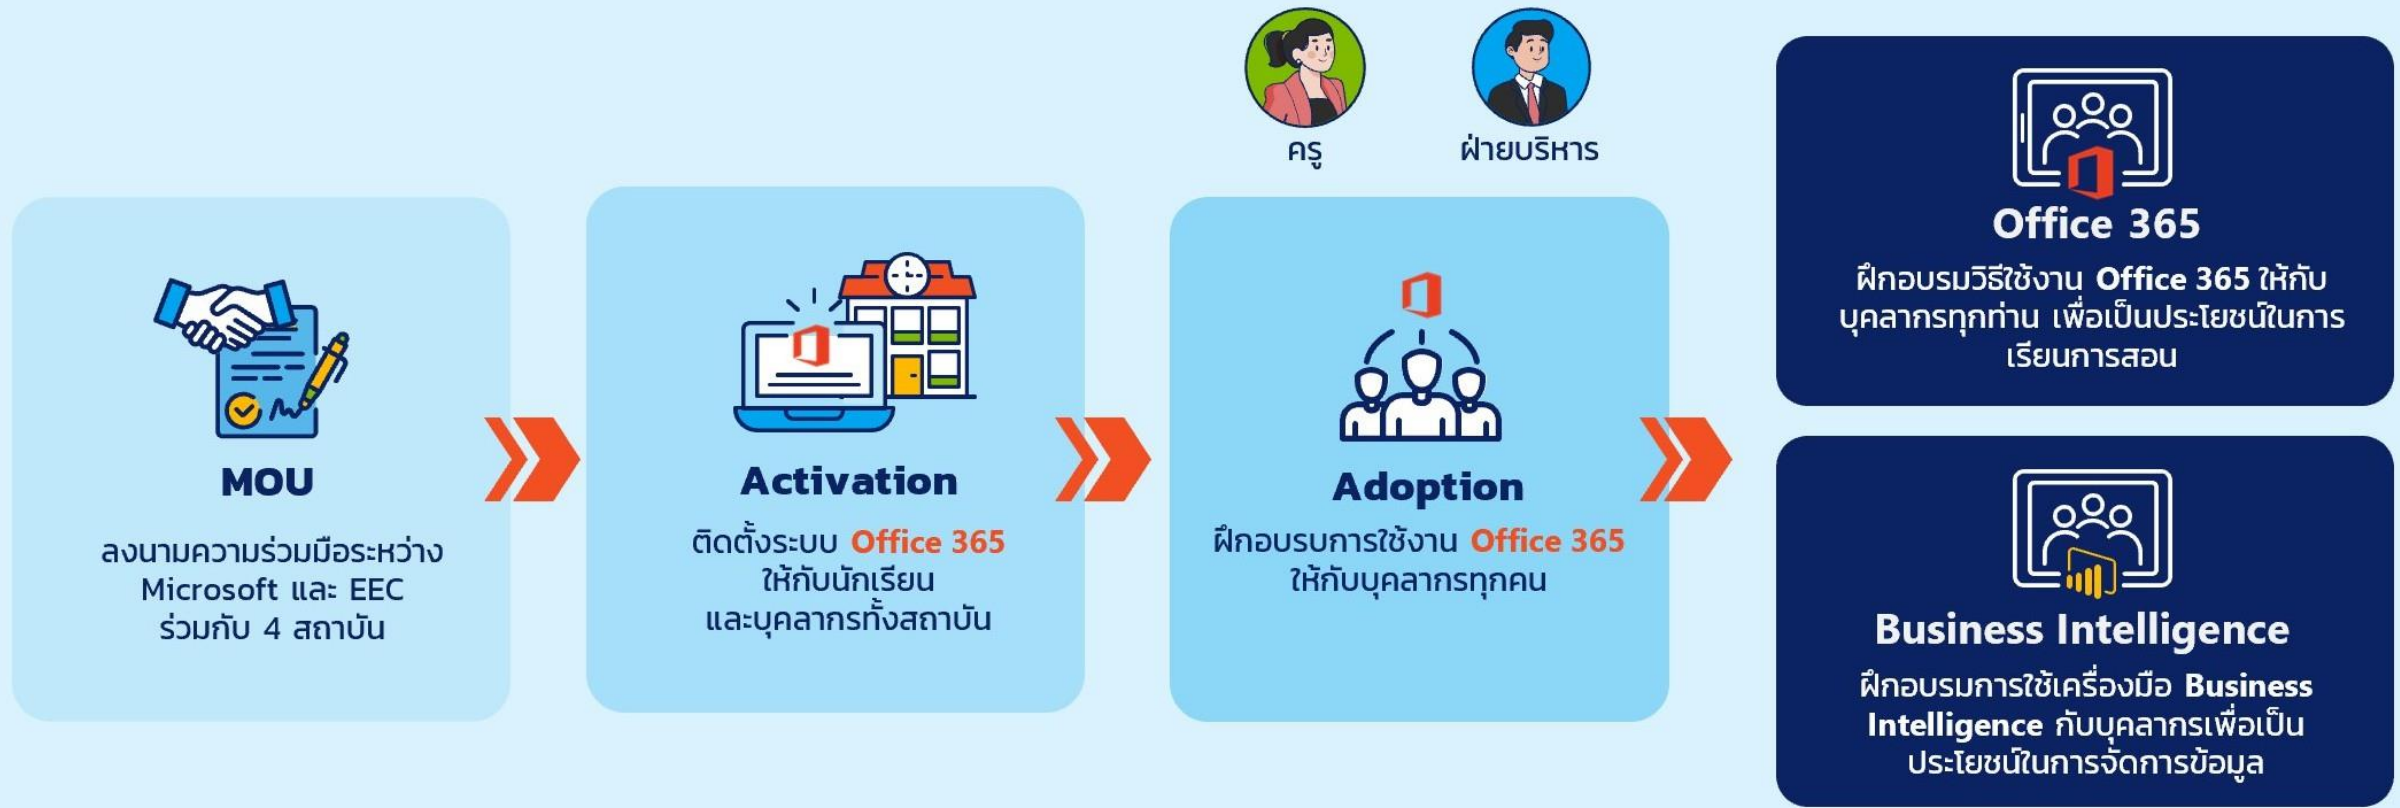 ครู
ฝ่ายบริหาร
MOU
ลงนามความร่วมมือระหว่าง
Microsoft และ EEC
ร่วมกับ 4 สถาบัน
Activation
ติดตั้งระบบ Office 365
ให้กับนักเรียน
และบุคลากรทั้งสถาบัน
Adoption
ฝึกอบรบการใช้งาน Office 365
ให้กับบุคลากรทุกคน
Office 365
ฝึกอบรมวิธีใช้งาน Office 365 ให้กับ
บุคลากรทุกท่าน เพื่อเป็นประโยชน์ในการ
เรียนการสอน
Business Intelligence
ฝึกอบรมการใช้เครื่องมือ Business
Intelligence กับบุคลากรเพื่อเป็น
ประโยชน์ในการจัดการข้อมูล